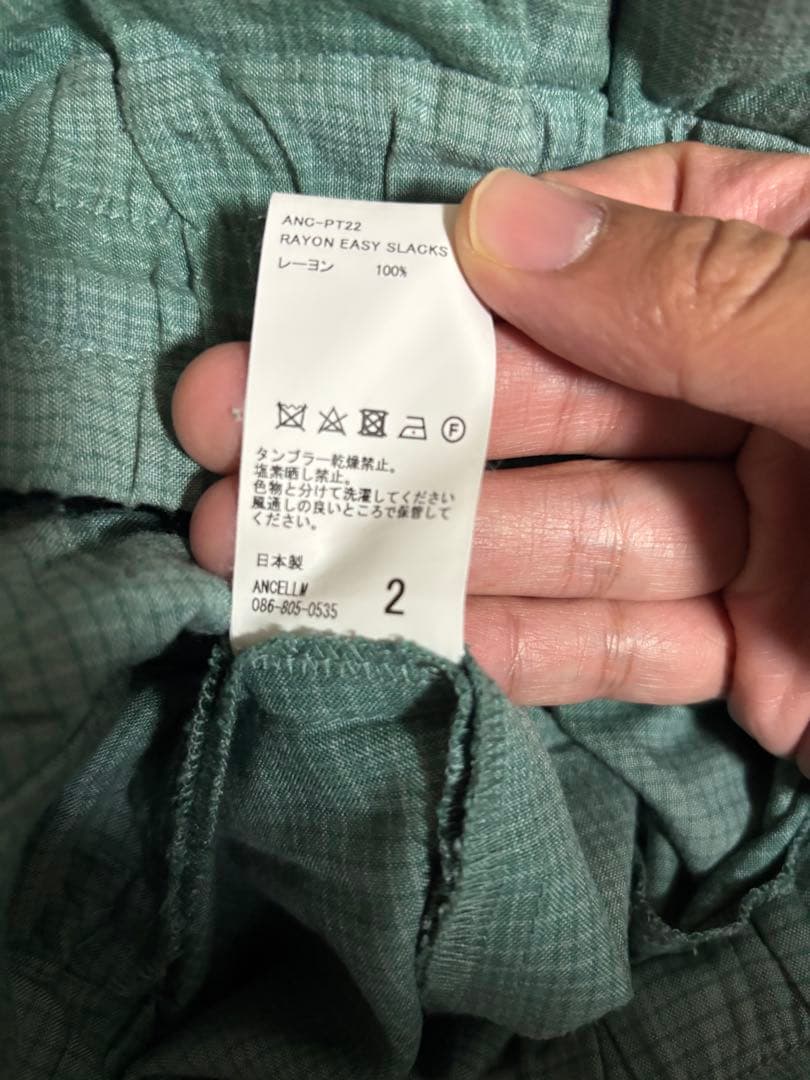 ANC-PT22
RAYON EASY SLACKS
レーヨン 100%
F
タンブラー乾燥禁止。
塩素晒し禁止。
色物と分けて洗濯してください
風通しの良いところで保管して
ください。
日本製
ANCELLM
086-805-0535
2